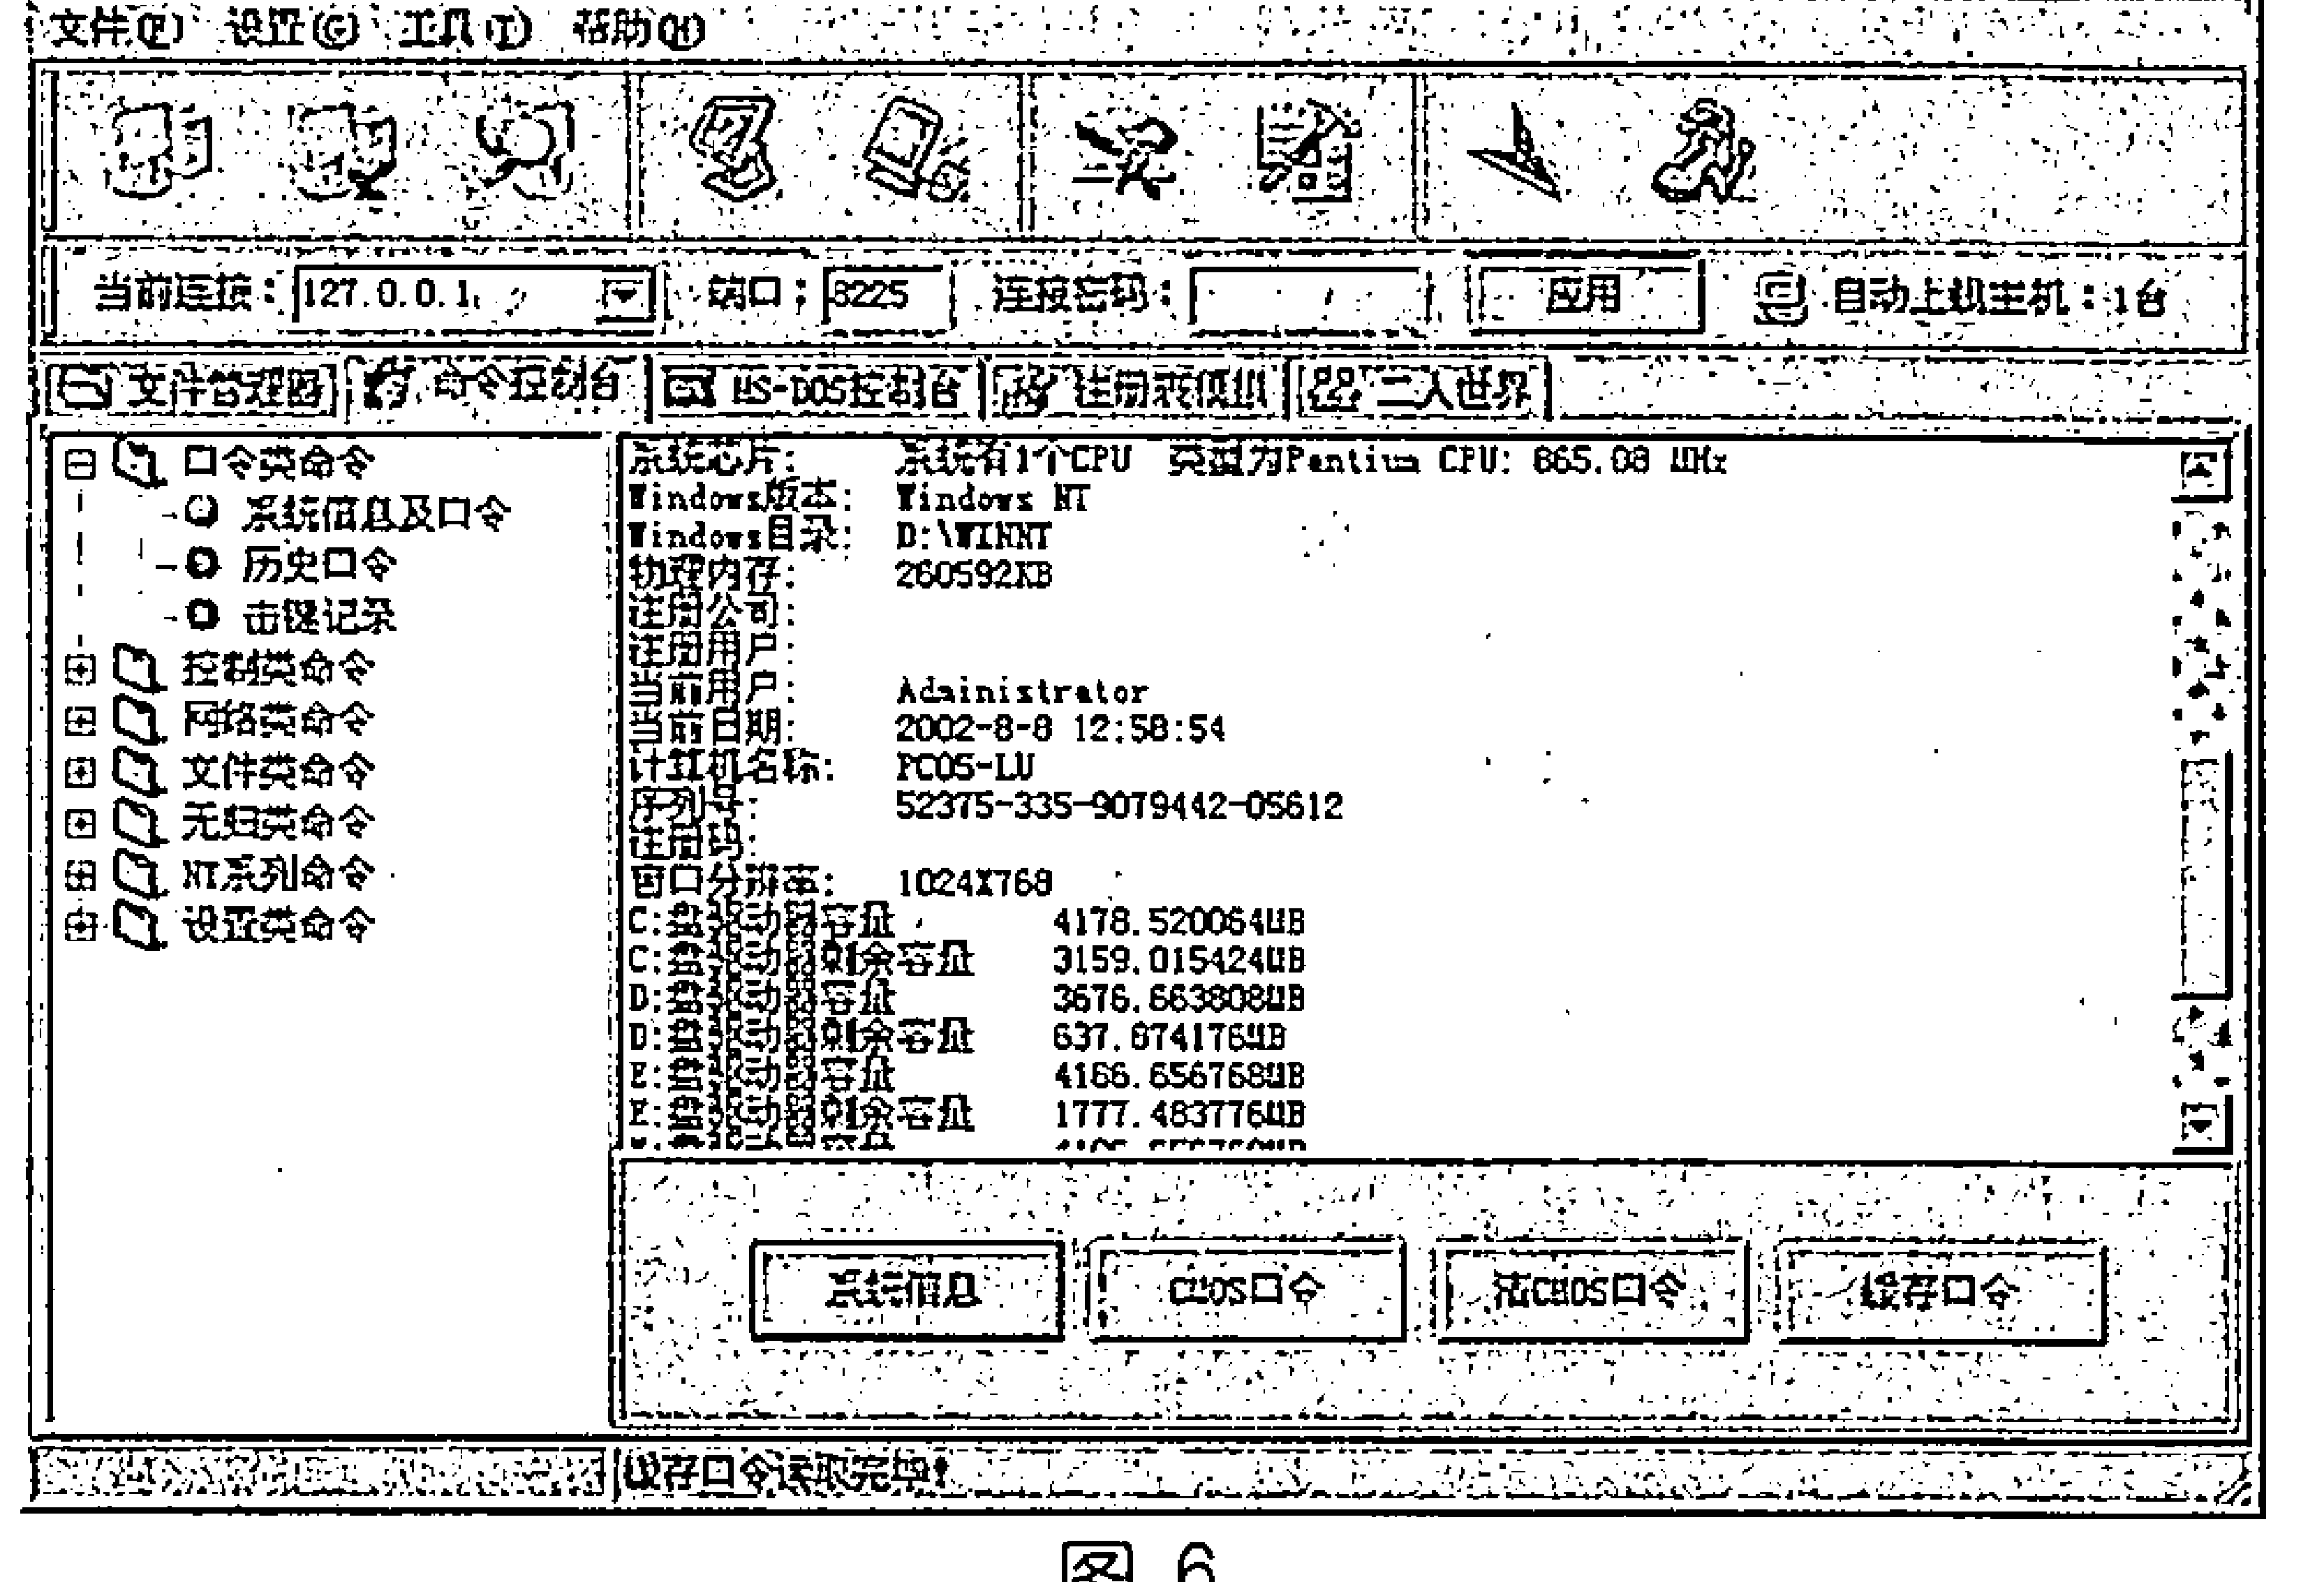 文件(F) 设置(C) 工具(T) 帮助(H)
当前连接: 127.0.0.1 端口: 8225 连接密码: 应用 自动上机主机:1台
文件管理器 命令控制台 MS-DOS控制台 注册表模拟 二人世界
口令类命令
系统信息及口令
历史口令
击键记录
控制类命令
网络类命令
文件类命令
无归类命令
NT系列命令
设置类命令
系统芯片: 系统有1个CPU 类型为Pentium CPU: 865.08 MHz
Windows版本: Windows NT
Windows目录: D:\WINNT
物理内存: 260592KB
注册公司:
注册用户:
当前用户: Administrator
当前日期: 2002-8-8 12:58:54
计算机名称: PCOS-LU
序列号: 52375-335-9079442-05612
注册码:
窗口分辨率: 1024X768
C:盘驱动器容量 4178.520064MB
C:盘驱动器剩余容量 3159.015424MB
D:盘驱动器容量 3676.663808MB
D:盘驱动器剩余容量 637.874176MB
E:盘驱动器容量 4186.656768MB
E:盘驱动器剩余容量 1777.483776MB
系统信息 CMOS口令 清CMOS口令 缓存口令
缓存口令读取完毕!
图 6